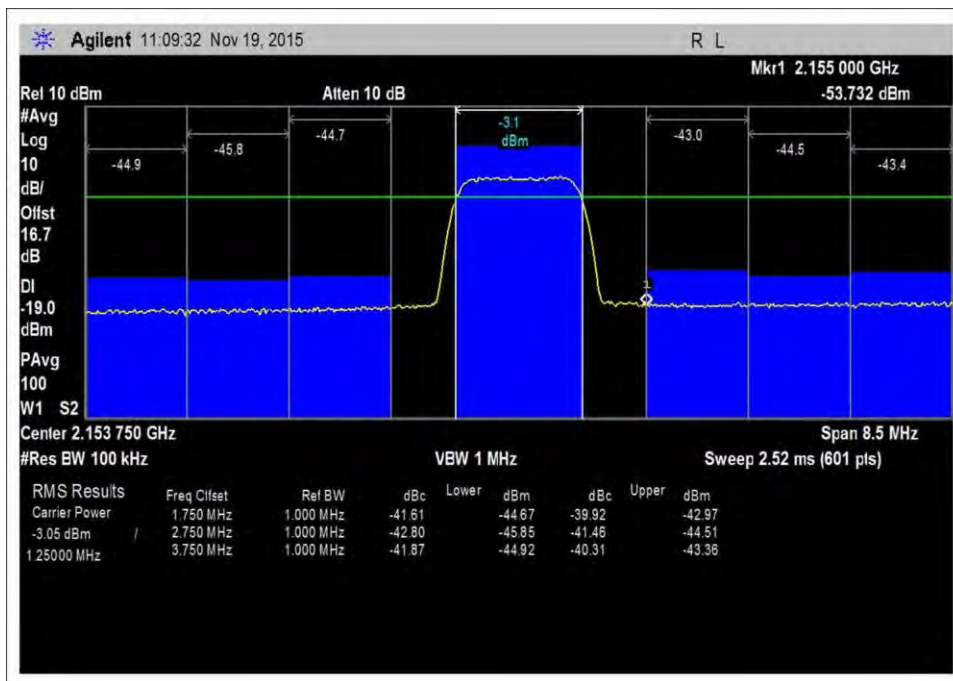 Agilent 11:09:32 Nov 19, 2015 R L
Mkr1 2.155 000 GHz
Rel 10 dBm Atten 10 dB -53.732 dBm
#Avg
Log
10
dB/
Offst
16.7
dB
DI
-19.0
dBm
PAvg
100
W1 S2
-44.9
-45.8
-44.7
-3.1
dBm
-43.0
-44.5
-43.4
1
Center 2.153 750 GHz Span 8.5 MHz
#Res BW 100 kHz VBW 1 MHz Sweep 2.52 ms (601 pts)
RMS Results Freq Offset Ref BW dBc Lower dBm dBc Upper dBm
Carrier Power 1.750 MHz 1.000 MHz -41.61 -44.67 -39.92 -42.97
-3.05 dBm / 2.750 MHz 1.000 MHz -42.80 -45.85 -41.46 -44.51
1.25000 MHz 3.750 MHz 1.000 MHz -41.87 -44.92 -40.31 -43.36